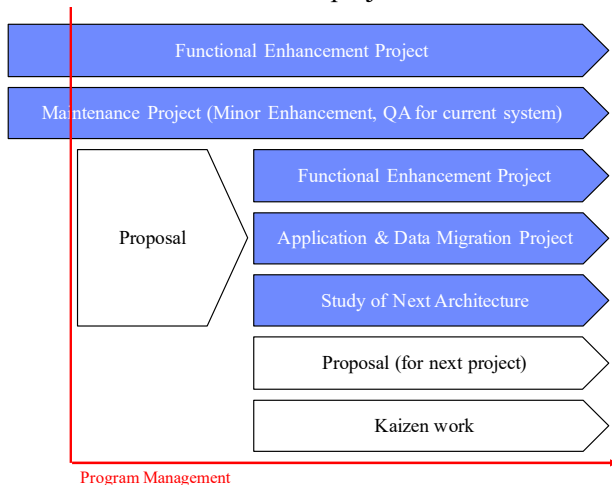 Functional Enhancement Project
Maintenance Project (Minor Enhancement, QA for current system)
Functional Enhancement Project
Proposal
Application & Data Migration Project
Study of Next Architecture
Proposal (for next project)
Kaizen work
Program Management